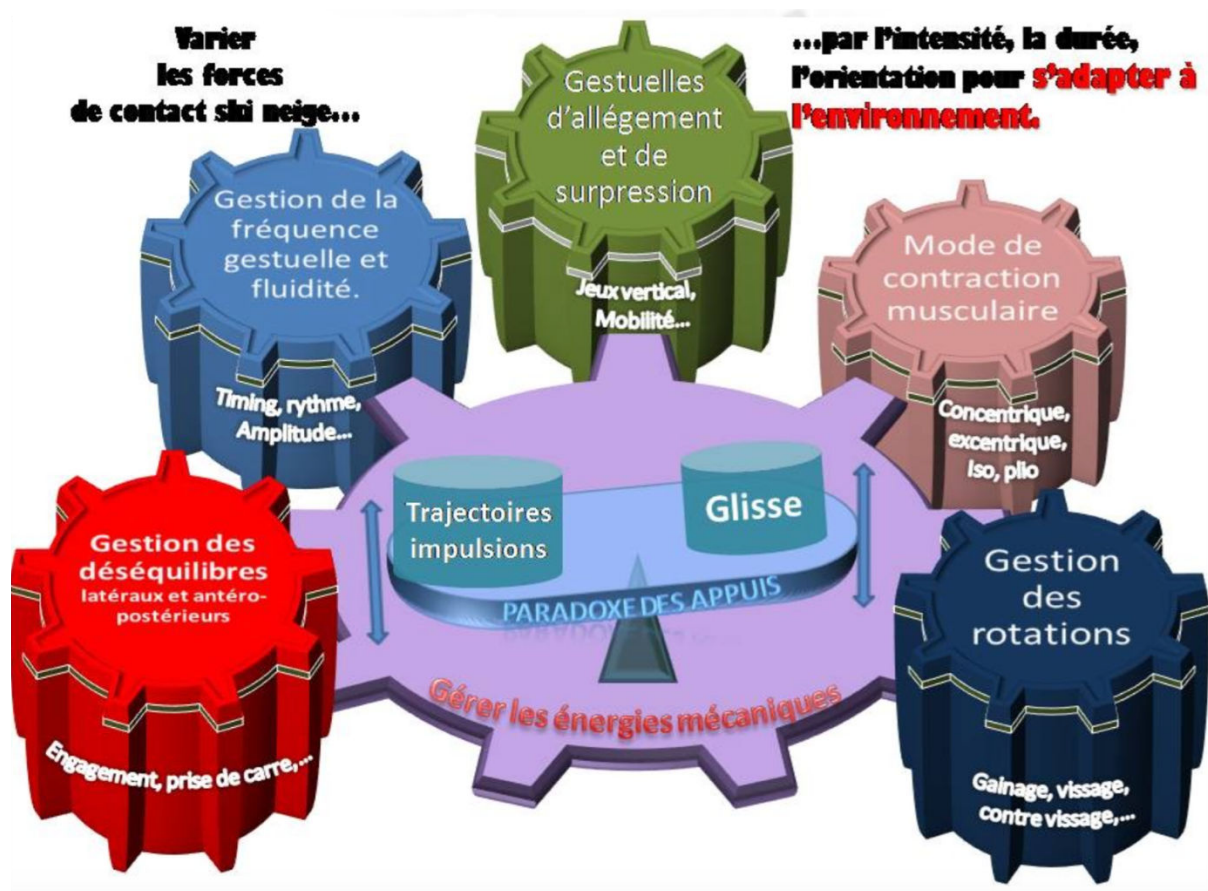 Varier
les forces
de contact ski neige...
...par l'intensité, la durée,
l'orientation pour s'adapter à
l'environnement.
Gestuelles
d'allégement
et de
surpression
Jeux vertical,
Mobilité...
Gestion de la
fréquence
gestuelle et
fluidité.
Timing, rythme,
Amplitude...
Mode de
contraction
musculaire
Concentrique,
excentrique,
Iso, plio
Trajectoires
impulsions
Glisse
PARADOXE DES APPUIS
Gérer les énergies mécaniques
Gestion des
déséquilibres
latéraux et antéro-
postérieurs
Engagement, prise de carre,...
Gestion
des
rotations
Gainage, vissage,
contre vissage,...